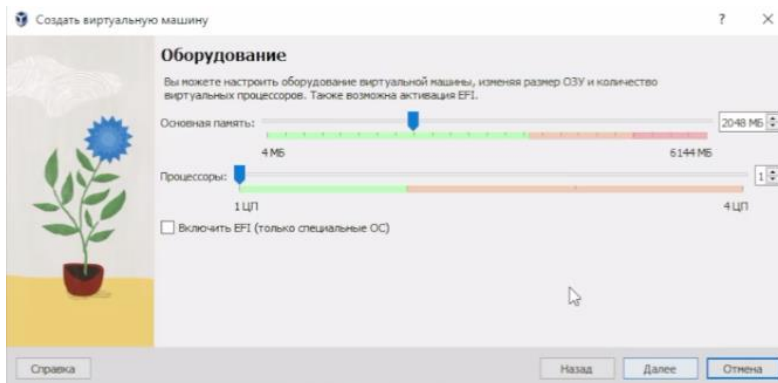 Создать виртуальную машину
?
Оборудование
Вы можете настроить оборудование виртуальной машины, изменяя размер ОЗУ и количество
виртуальных процессоров. Также возможна активация EFI.
Основная память:
2048 МБ
4 МБ
6144 МБ
Процессоры:
1
1 ЦП
4 ЦП
Включить EFI (только специальные ОС)
Справка
Назад
Далее
Отмена